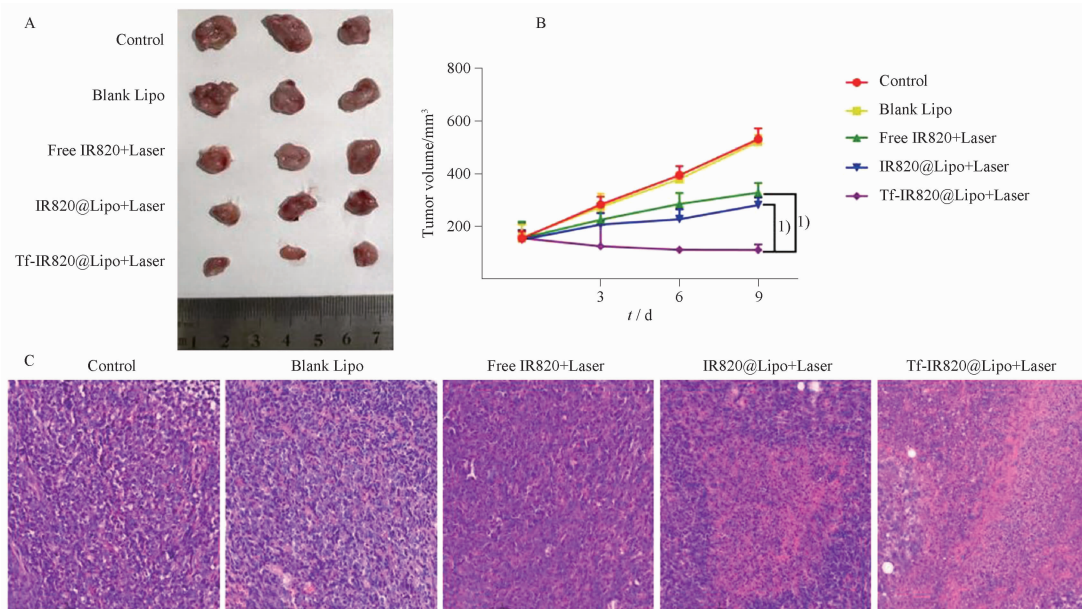 A
Control
Blank Lipo
Free IR820+Laser
IR820@Lipo+Laser
Tf-IR820@Lipo+Laser
1 2 3 4 5 6 7
B
Tumor volume/mm³
800
600
400
200
3 6 9
t / d
1) 1)
Control
Blank Lipo
Free IR820+Laser
IR820@Lipo+Laser
Tf-IR820@Lipo+Laser
C
Control Blank Lipo Free IR820+Laser IR820@Lipo+Laser Tf-IR820@Lipo+Laser